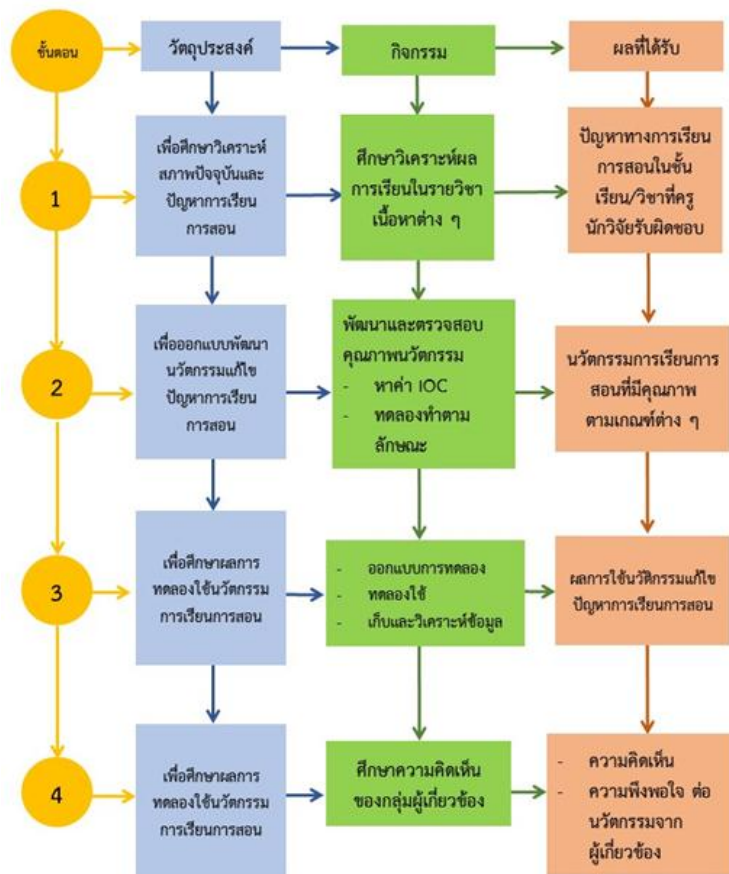 ขั้นตอน
วัตถุประสงค์
กิจกรรม
ผลที่ได้รับ
1
เพื่อศึกษาวิเคราะห์
สภาพปัจจุบันและ
ปัญหาการเรียน
การสอน
ศึกษาวิเคราะห์ผล
การเรียนในรายวิชา
เนื้อหาต่าง ๆ
ปัญหาทางการเรียน
การสอนในชั้น
เรียน/วิชาที่ครู
นักวิจัยรับผิดชอบ
2
เพื่อออกแบบพัฒนา
นวัตกรรมแก้ไข
ปัญหาการเรียน
การสอน
พัฒนาและตรวจสอบ
คุณภาพนวัตกรรม
- หาค่า IOC
- ทดลองทำตาม
ลักษณะ
นวัตกรรมการเรียนการ
สอนที่มีคุณภาพ
ตามเกณฑ์ต่าง ๆ
3
เพื่อศึกษาผลการ
ทดลองใช้นวัตกรรม
การเรียนการสอน
- ออกแบบการทดลอง
- ทดลองใช้
- เก็บและวิเคราะห์ข้อมูล
ผลการใช้นวัติกรรมแก้ไข
ปัญหาการเรียนการสอน
4
เพื่อศึกษาผลการ
ทดลองใช้นวัตกรรม
การเรียนการสอน
ศึกษาความคิดเห็น
ของกลุ่มผู้เกี่ยวข้อง
- ความคิดเห็น
- ความพึงพอใจ ต่อ
นวัตกรรมจาก
ผู้เกี่ยวข้อง